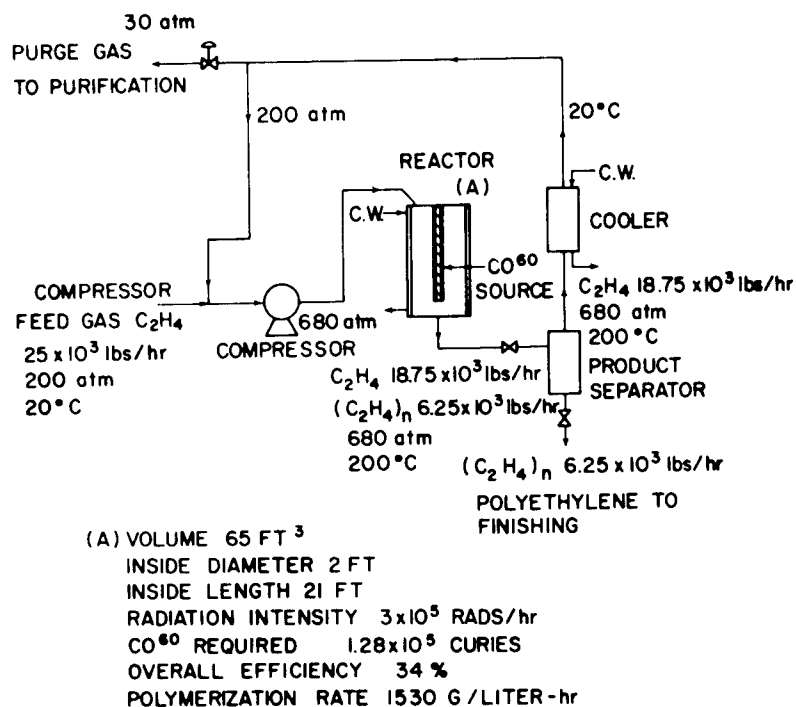 30 atm
PURGE GAS
TO PURIFICATION
200 atm
20°C
REACTOR
(A)
C.W.
C.W.
COOLER
CO⁶⁰
SOURCE
COMPRESSOR
FEED GAS C₂H₄
25 x 10³ lbs/hr
200 atm
20°C
680 atm
COMPRESSOR
C₂H₄ 18.75 x 10³ lbs/hr
680 atm
200°C
PRODUCT
SEPARATOR
C₂H₄ 18.75 x 10³ lbs/hr
(C₂H₄)ₙ 6.25 x 10³ lbs/hr
680 atm
200°C
(C₂H₄)ₙ 6.25 x 10³ lbs/hr
POLYETHYLENE TO
FINISHING
(A) VOLUME 65 FT³
INSIDE DIAMETER 2 FT
INSIDE LENGTH 21 FT
RADIATION INTENSITY 3x10⁵ RADS/hr
CO⁶⁰ REQUIRED 1.28x10⁵ CURIES
OVERALL EFFICIENCY 34 %
POLYMERIZATION RATE 1530 G/LITER-hr